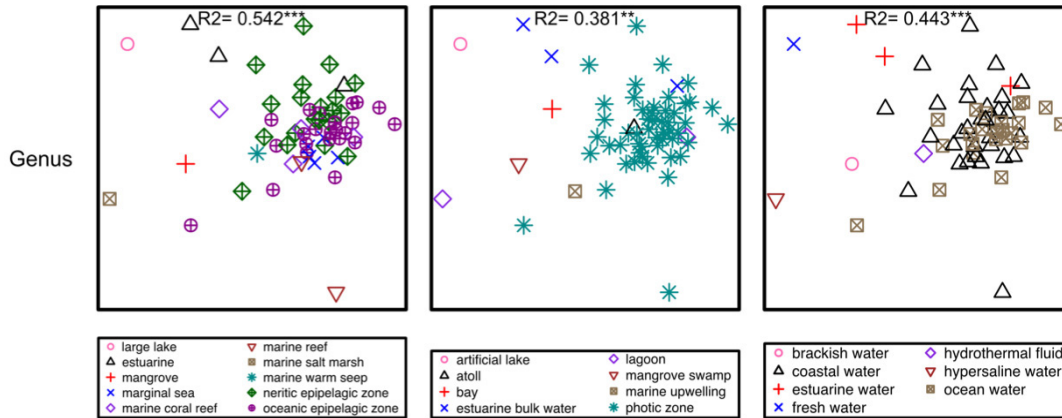 R2= 0.542***
R2= 0.381**
R2= 0.443***
Genus
large lake
estuarine
mangrove
marginal sea
marine coral reef
marine reef
marine salt marsh
marine warm seep
neritic epipelagic zone
oceanic epipelagic zone
artificial lake
atoll
bay
estuarine bulk water
lagoon
mangrove swamp
marine upwelling
photic zone
brackish water
coastal water
estuarine water
fresh water
hydrothermal fluid
hypersaline water
ocean water